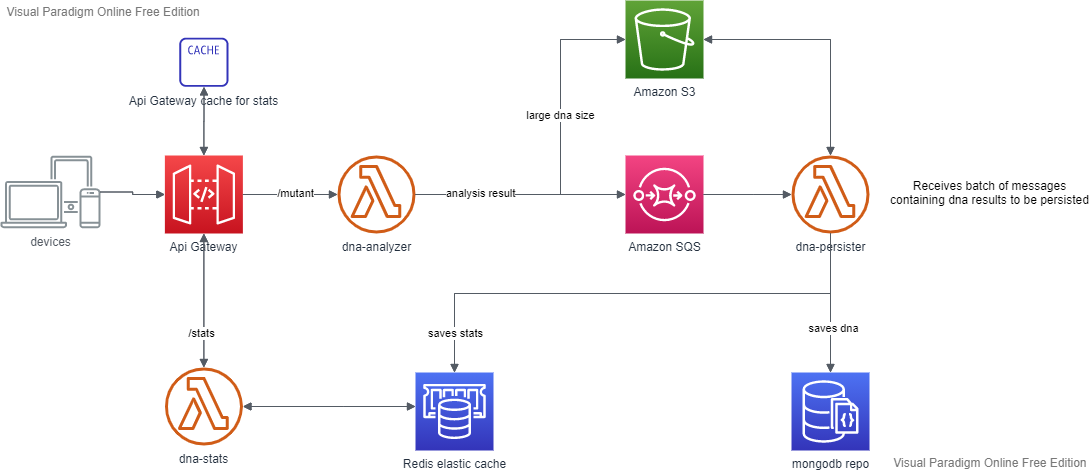 Visual Paradigm Online Free Edition
CACHE
Api Gateway cache for stats
Amazon S3
large dna size
devices
</>
Api Gateway
/mutant
dna-analyzer
analysis result
Amazon SQS
dna-persister
Receives batch of messages
containing dna results to be persisted
/stats
saves stats
saves dna
dna-stats
Redis elastic cache
{}
mongodb repo
Visual Paradigm Online Free Edition